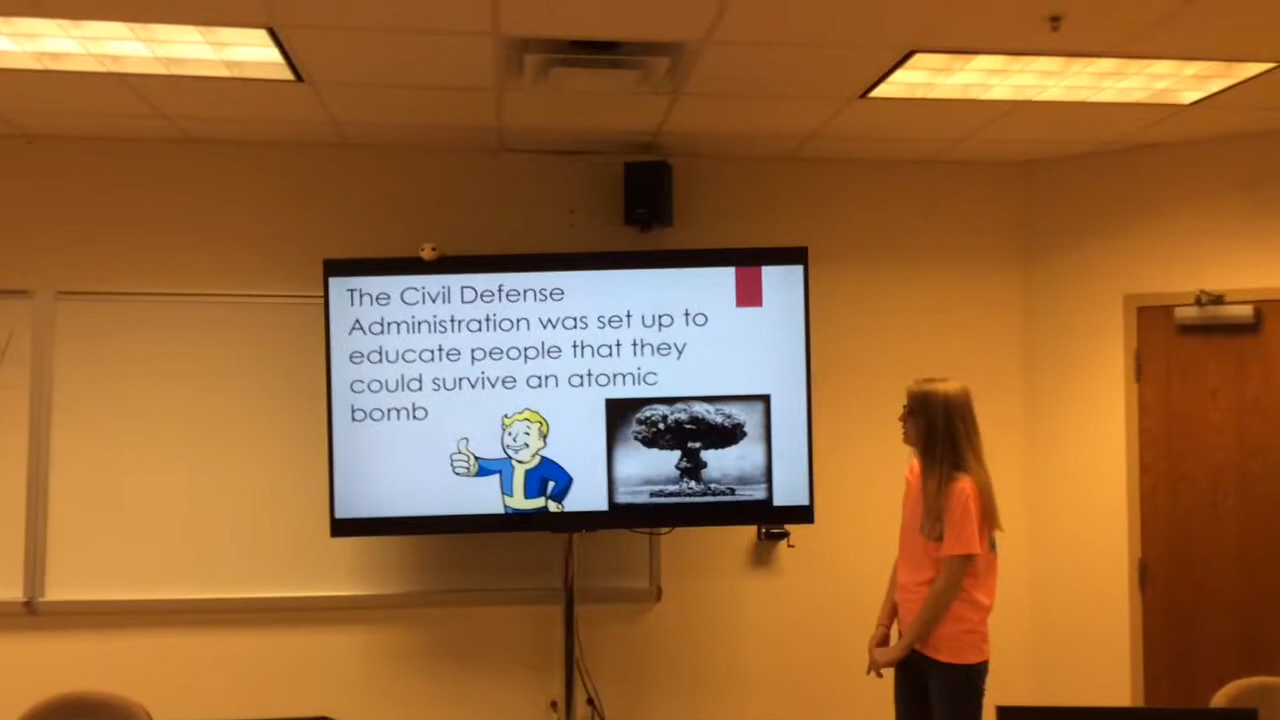 The Civil Defense
Administration was set up to
educate people that they
could survive an atomic
bomb